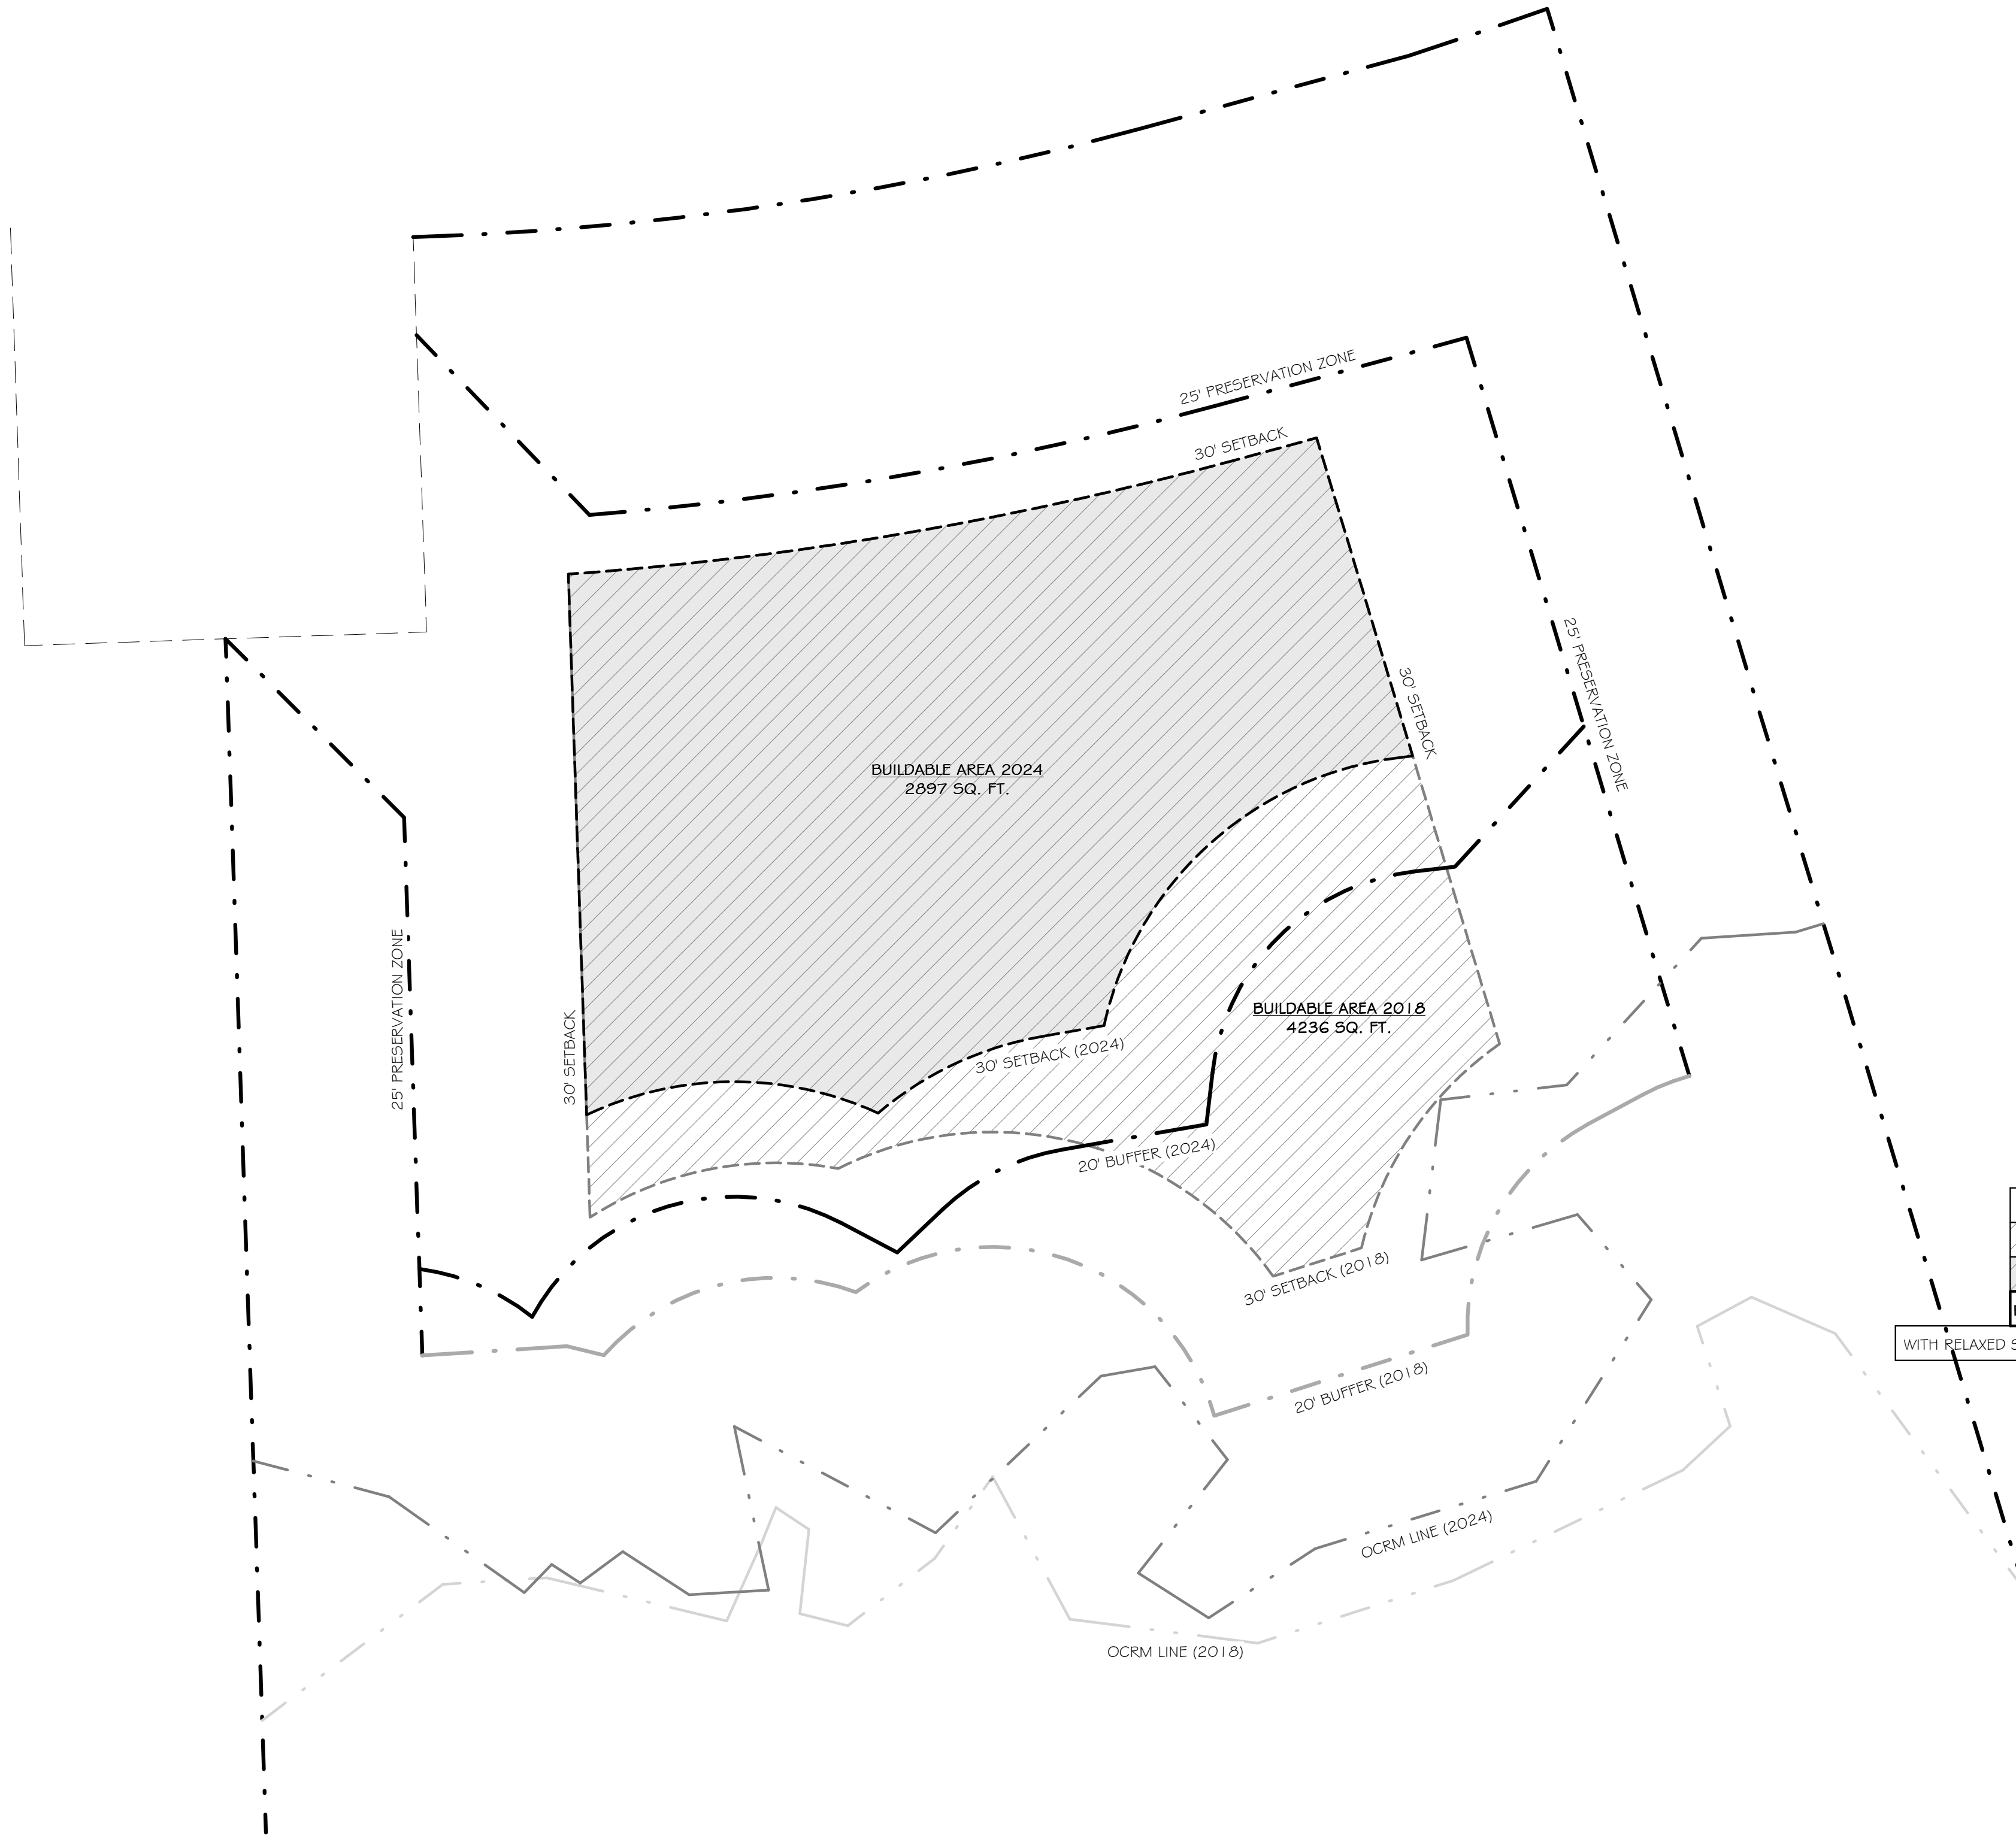 25' PRESERVATION ZONE
30' SETBACK
25' PRESERVATION ZONE
30' SETBACK
BUILDABLE AREA 2024
2897 SQ. FT.
25' PRESERVATION ZONE
30' SETBACK
BUILDABLE AREA 2018
4236 SQ. FT.
30' SETBACK (2024)
20' BUFFER (2024)
30' SETBACK (2018)
20' BUFFER (2018)
WITH RELAXED
OCRM LINE (2024)
OCRM LINE (2018)